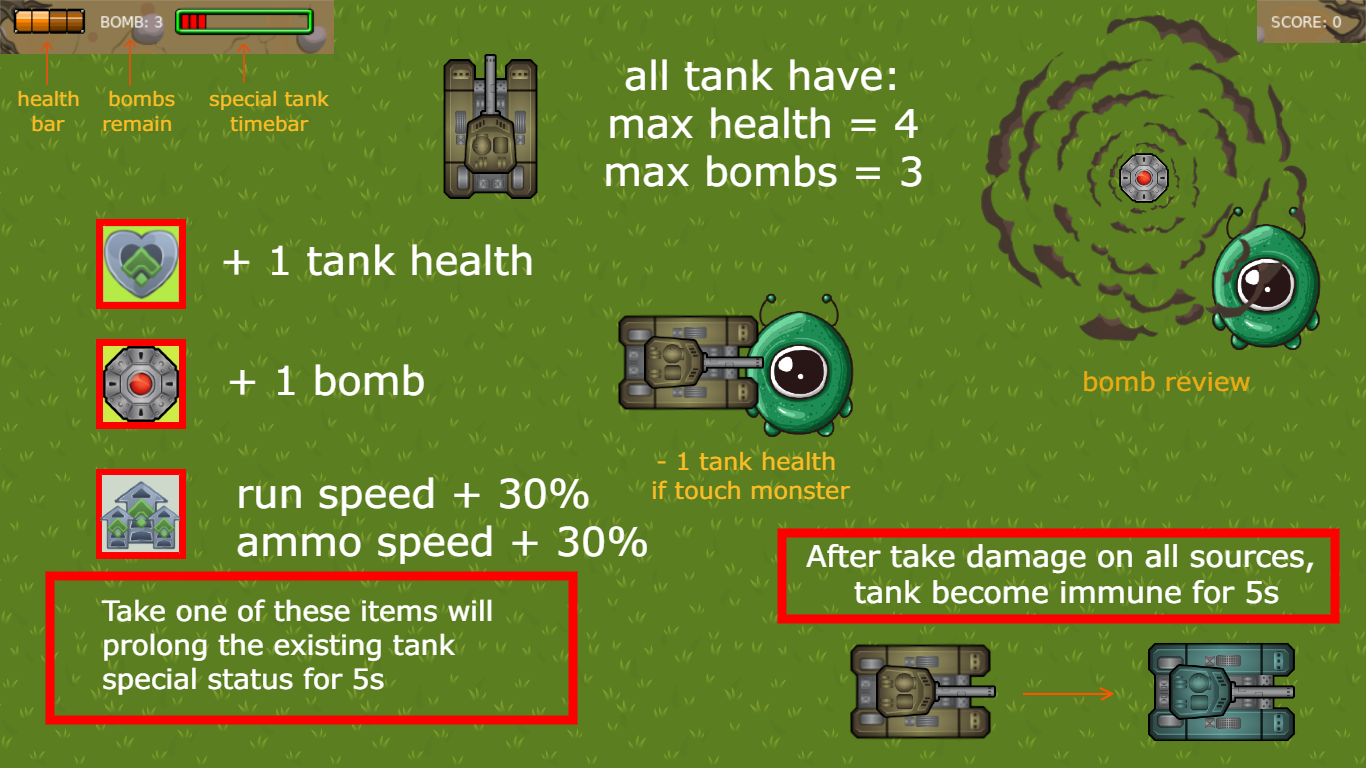 BOMB: 3
SCORE: 0
health
bar
bombs
remain
special tank
timebar
all tank have:
max health = 4
max bombs = 3
+ 1 tank health
+ 1 bomb
run speed + 30%
ammo speed + 30%
Take one of these items will
prolong the existing tank
special status for 5s
- 1 tank health
if touch monster
bomb review
After take damage on all sources,
tank become immune for 5s